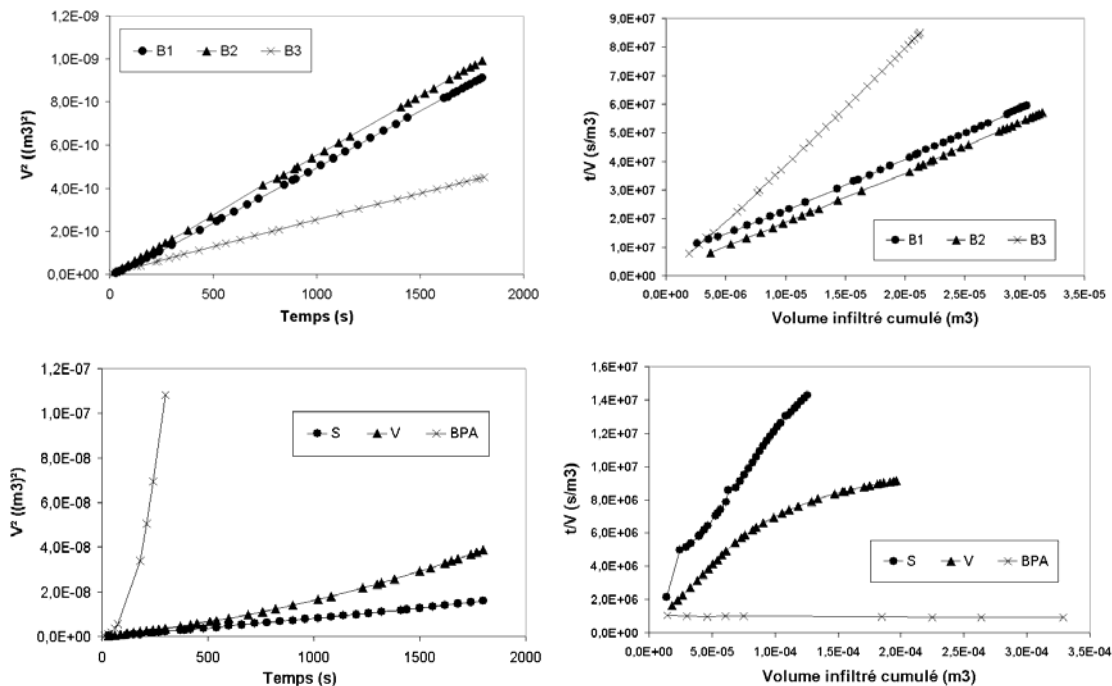 1,2E-09
1,0E-09
8,0E-10
6,0E-10
4,0E-10
2,0E-10
0,0E+00
V² ((m3)²)
B1 B2 B3
0 500 1000 1500 2000
Temps (s)
9,0E+07
8,0E+07
7,0E+07
6,0E+07
5,0E+07
4,0E+07
3,0E+07
2,0E+07
1,0E+07
0,0E+00
t/V (s/m3)
B1 B2 B3
0,0E+00 5,0E-06 1,0E-05 1,5E-05 2,0E-05 2,5E-05 3,0E-05 3,5E-05
Volume infiltré cumulé (m3)
1,2E-07
1,0E-07
8,0E-08
6,0E-08
4,0E-08
2,0E-08
0,0E+00
V² ((m3)²)
S V BPA
0 500 1000 1500 2000
Temps (s)
1,6E+07
1,4E+07
1,2E+07
1,0E+07
8,0E+06
6,0E+06
4,0E+06
2,0E+06
0,0E+00
t/V (s/m3)
S V BPA
0,0E+00 5,0E-05 1,0E-04 1,5E-04 2,0E-04 2,5E-04 3,0E-04 3,5E-04
Volume infiltré cumulé (m3)